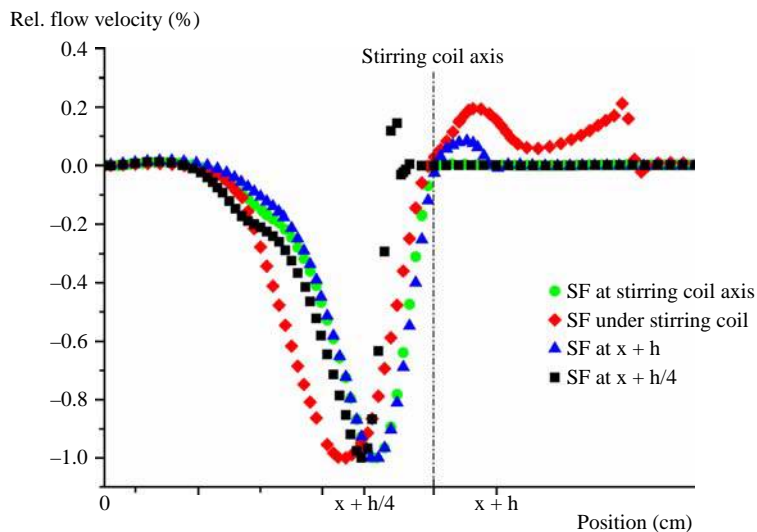 Rel. flow velocity (%)
0.4
Stirring coil axis
0.2
0.0
–0.2
–0.4
–0.6
–0.8
–1.0
SF at stirring coil axis
SF under stirring coil
SF at x + h
SF at x + h/4
0
x + h/4
x + h
Position (cm)